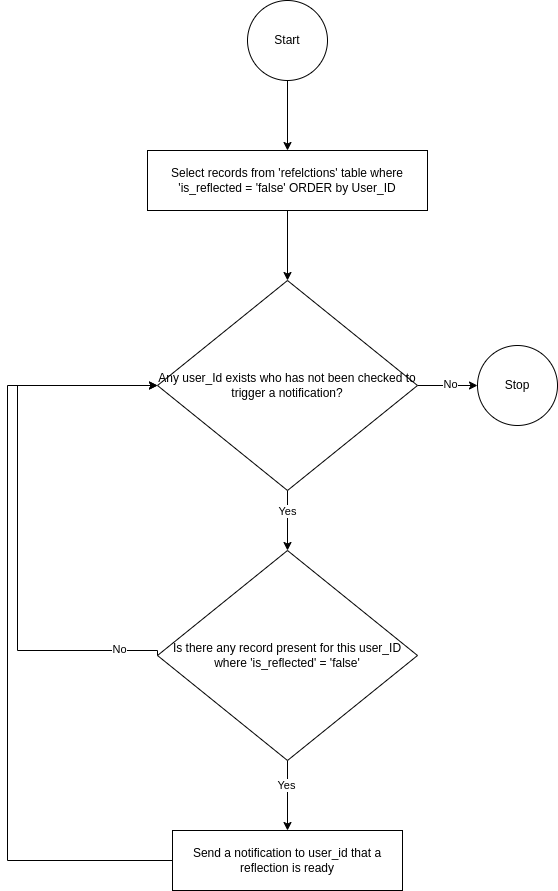 Start
Select records from 'refelctions' table where
'is_reflected = 'false' ORDER by User_ID
Any user_Id exists who has not been checked to
trigger a notification?
No
Stop
Yes
Is there any record present for this user_ID
where 'is_reflected' = 'false'
No
Yes
Send a notification to user_id that a
reflection is ready